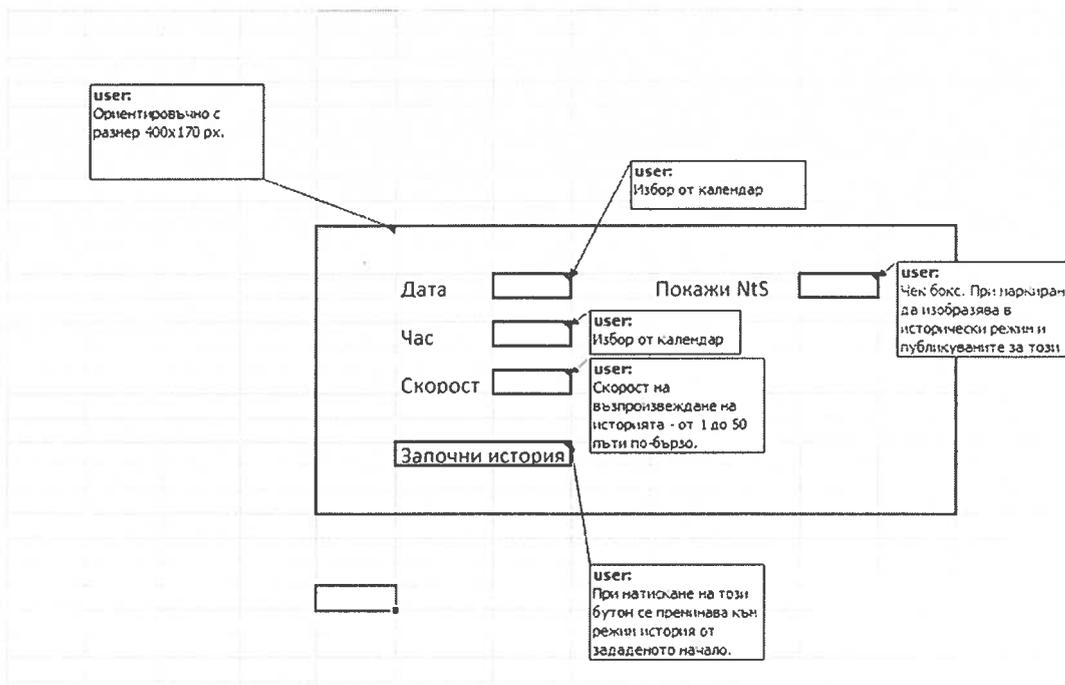 user:
Ориентировъчно с
размер 400x170 px.
user:
Избор от календар
Дата
Покажи NtS
user:
Чек бокс. При маркиран
да изобразява в
исторически режим и
публикуваните за този
Час
user:
Избор от календар
Скорост
user:
Скорост на
възпроизвеждане на
историята - от 1 до 50
пъти по-бързо.
Започни история
user:
При натискане на този
бутон се преминава към
режим история от
зададеното начало.